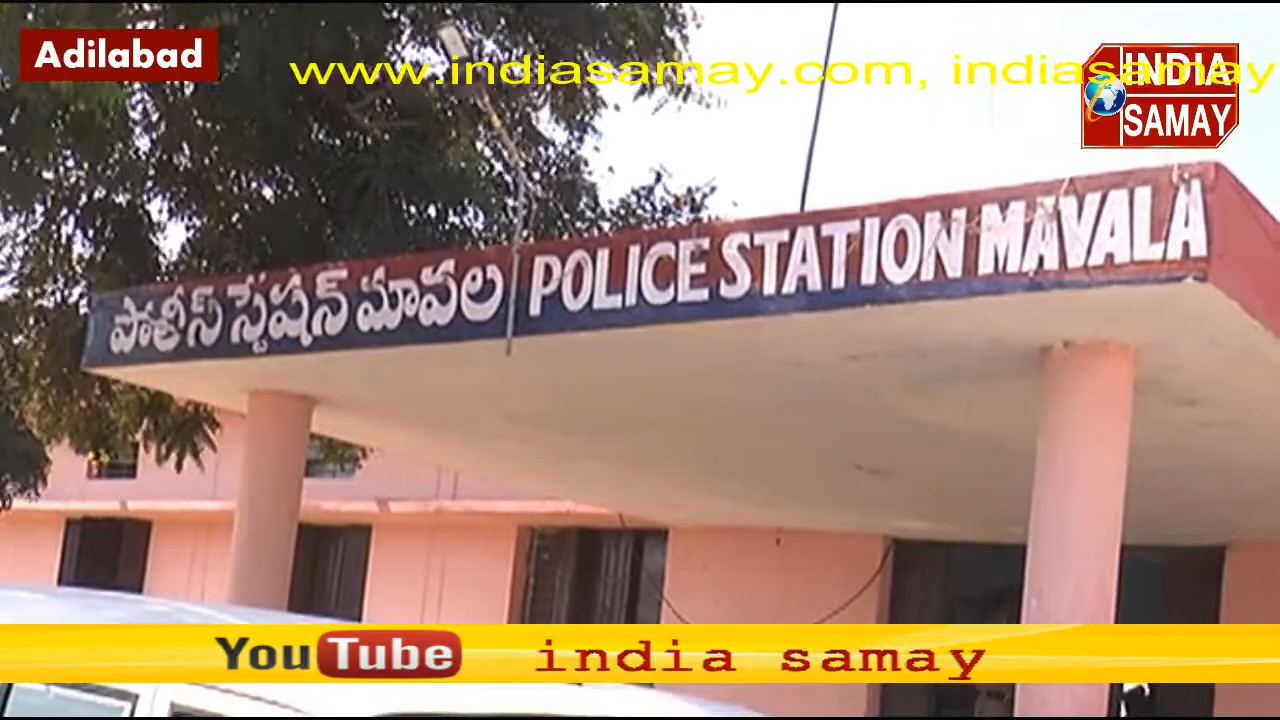 Adilabad
www.indiasamay.com, indiasamay
INDIA
SAMAY
పోలీస్ స్టేషన్ మావల POLICE STATION MAVALA
YouTube india samay